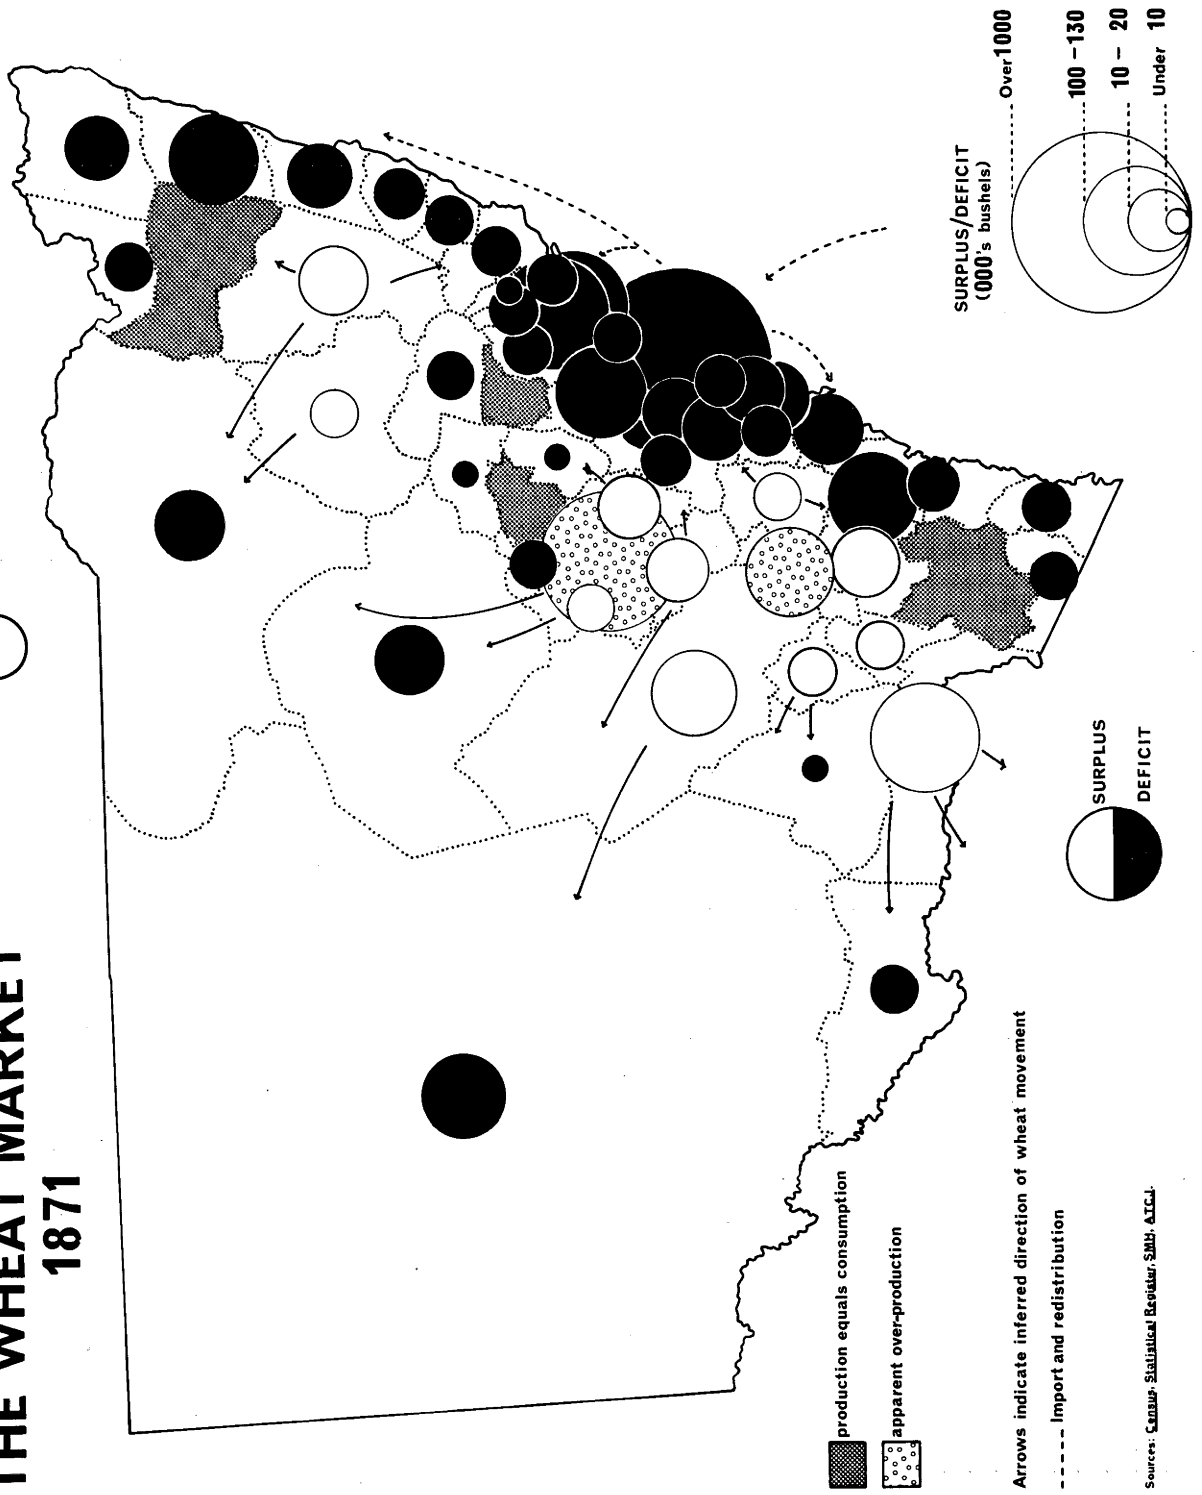 THE WHEAT MARKET
1871
production equals consumption
apparent over-production
Arrows indicate inferred direction of wheat movement
Import and redistribution
Sources: Census, Statistical Register, SMH, ATCJ.
SURPLUS
DEFICIT
SURPLUS/DEFICIT
(000's bushels)
Over 1000
100 - 130
10 - 20
Under 10